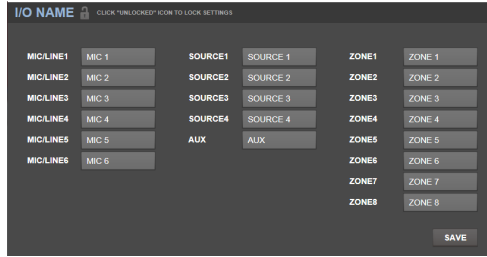 I/O NAME CLICK "UNLOCKED" ICON TO LOCK SETTINGS
MIC/LINE1 MIC 1 SOURCE1 SOURCE 1 ZONE1 ZONE 1
MIC/LINE2 MIC 2 SOURCE2 SOURCE 2 ZONE2 ZONE 2
MIC/LINE3 MIC 3 SOURCE3 SOURCE 3 ZONE3 ZONE 3
MIC/LINE4 MIC 4 SOURCE4 SOURCE 4 ZONE4 ZONE 4
MIC/LINE5 MIC 5 AUX AUX ZONE5 ZONE 5
MIC/LINE6 MIC 6 ZONE6 ZONE 6
ZONE7 ZONE 7
ZONE8 ZONE 8
SAVE